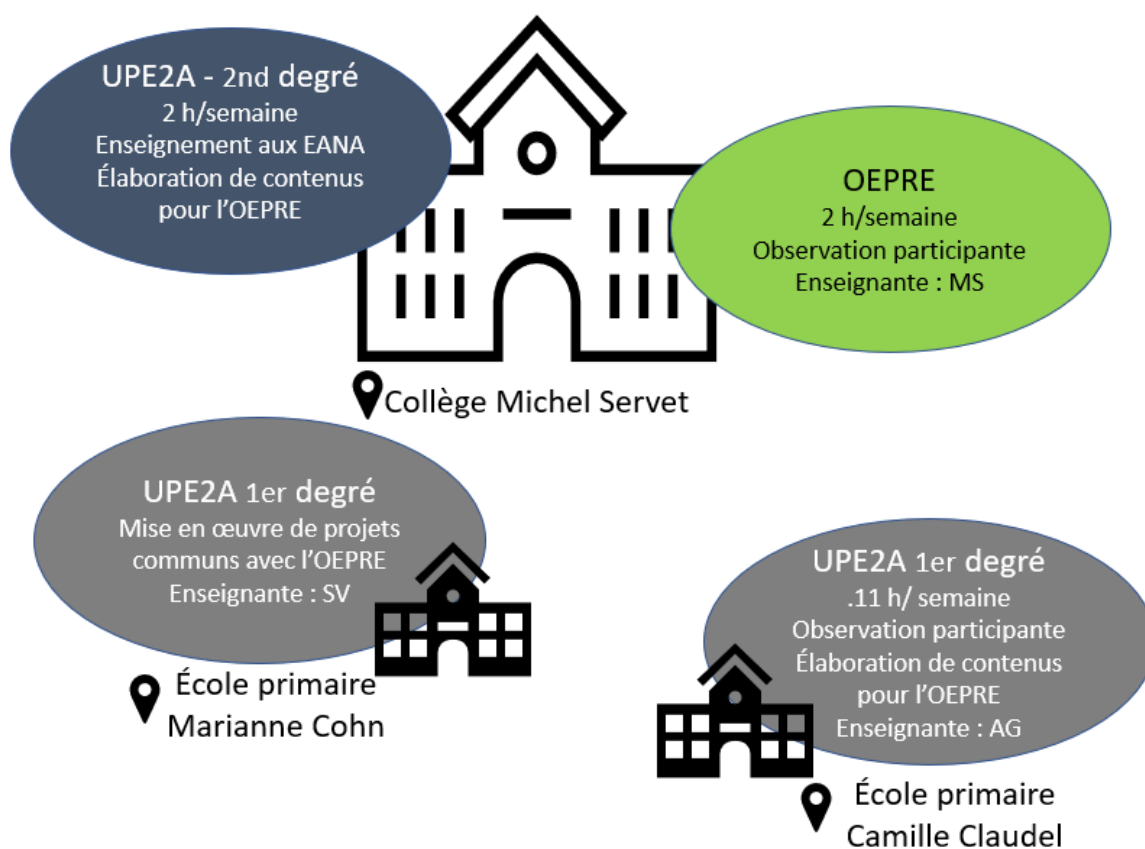 UPE2A - 2nd degré
2 h/semaine
Enseignement aux EANA
Élaboration de contenus
pour l'OEPRE
OEPRE
2 h/semaine
Observation participante
Enseignante : MS
Collège Michel Servet
UPE2A 1er degré
Mise en œuvre de projets
communs avec l'OEPRE
Enseignante : SV
École primaire
Marianne Cohn
UPE2A 1er degré
.11 h/ semaine
Observation participante
Élaboration de contenus
pour l'OEPRE
Enseignante : AG
École primaire
Camille Claudel